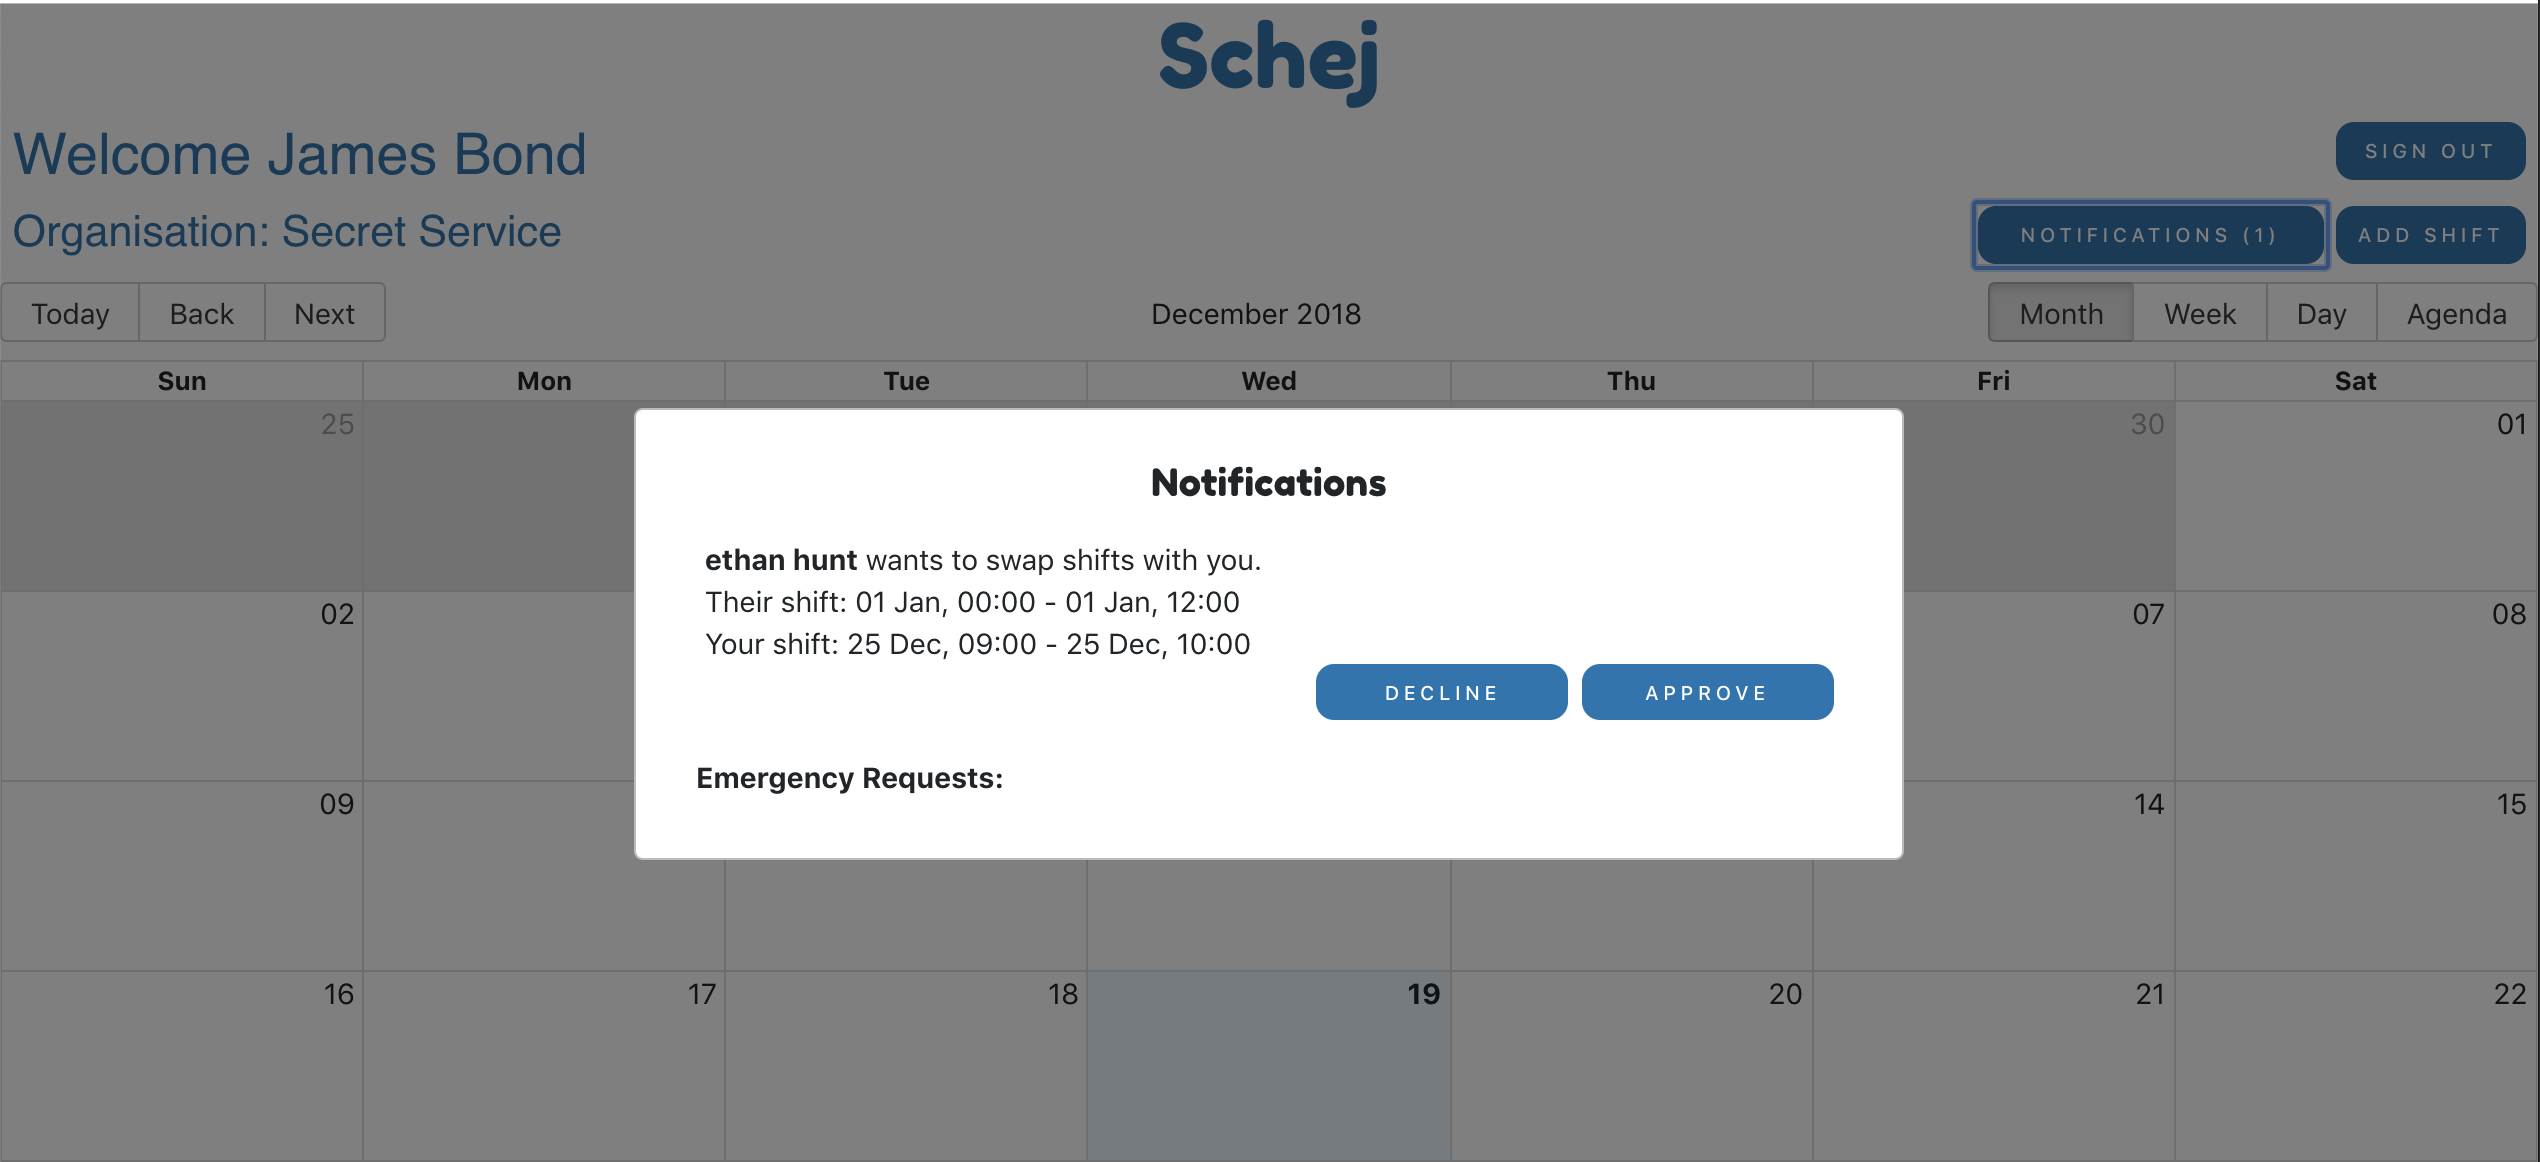 Schej
Welcome James Bond
SIGN OUT
Organisation: Secret Service
NOTIFICATIONS (1)
ADD SHIFT
Today Back Next
December 2018
Month Week Day Agenda
Sun Mon Tue Wed Thu Fri Sat
25 30 01
Notifications
ethan hunt wants to swap shifts with you.
Their shift: 01 Jan, 00:00 - 01 Jan, 12:00
Your shift: 25 Dec, 09:00 - 25 Dec, 10:00
DECLINE APPROVE
Emergency Requests:
02 07 08
09 14 15
16 17 18 19 20 21 22